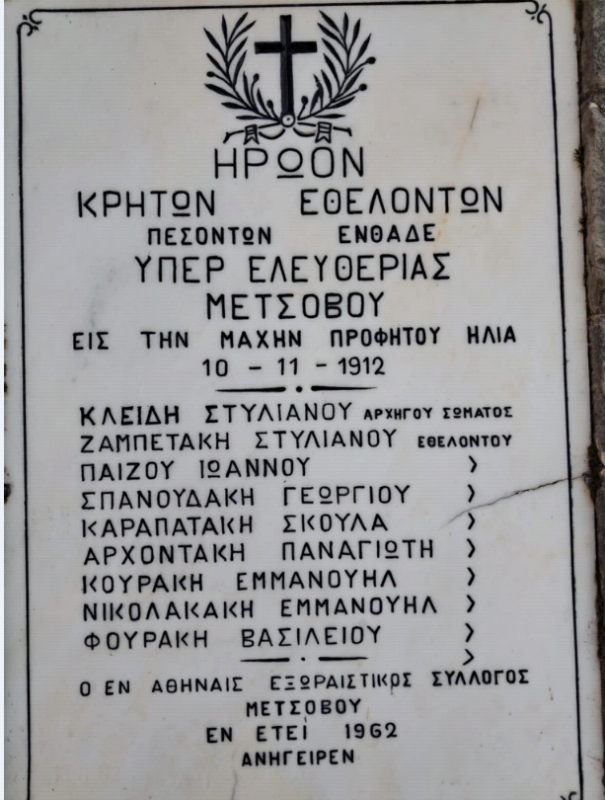 ΗΡΩΟΝ
ΚΡΗΤΩΝ ΕΘΕΛΟΝΤΩΝ
ΠΕΣΟΝΤΩΝ ΕΝΘΑΔΕ
ΥΠΕΡ ΕΛΕΥΘΕΡΙΑΣ
ΜΕΤΣΟΒΟΥ
ΕΙΣ ΤΗΝ ΜΑΧΗΝ ΠΡΟΦΗΤΟΥ ΗΛΙΑ
10 - 11 - 1912
ΚΛΕΙΔΗ ΣΤΥΛΙΑΝΟΥ ΑΡΧΗΓΟΥ ΣΩΜΑΤΟΣ
ΖΑΜΠΕΤΑΚΗ ΣΤΥΛΙΑΝΟΥ ΕΘΕΛΟΝΤΟΥ
ΠΑΙΖΟΥ ΙΩΑΝΝΟΥ 》
ΣΠΑΝΟΥΔΑΚΗ ΓΕΩΡΓΙΟΥ 》
ΚΑΡΑΠΑΤΑΚΗ ΣΚΟΥΛΑ 》
ΑΡΧΟΝΤΑΚΗ ΠΑΝΑΓΙΩΤΗ 》
ΚΟΥΡΑΚΗ ΕΜΜΑΝΟΥΗΛ 》
ΝΙΚΟΛΑΚΑΚΗ ΕΜΜΑΝΟΥΗΛ 》
ΦΟΥΡΑΚΗ ΒΑΣΙΛΕΙΟΥ 》
》
Ο ΕΝ ΑΘΗΝΑΙΣ ΕΞΩΡΑΙΣΤΙΚΟΣ ΣΥΛΛΟΓΟΣ
ΜΕΤΣΟΒΟΥ
ΕΝ ΕΤΕΙ 1962
ΑΝΗΓΕΙΡΕΝ